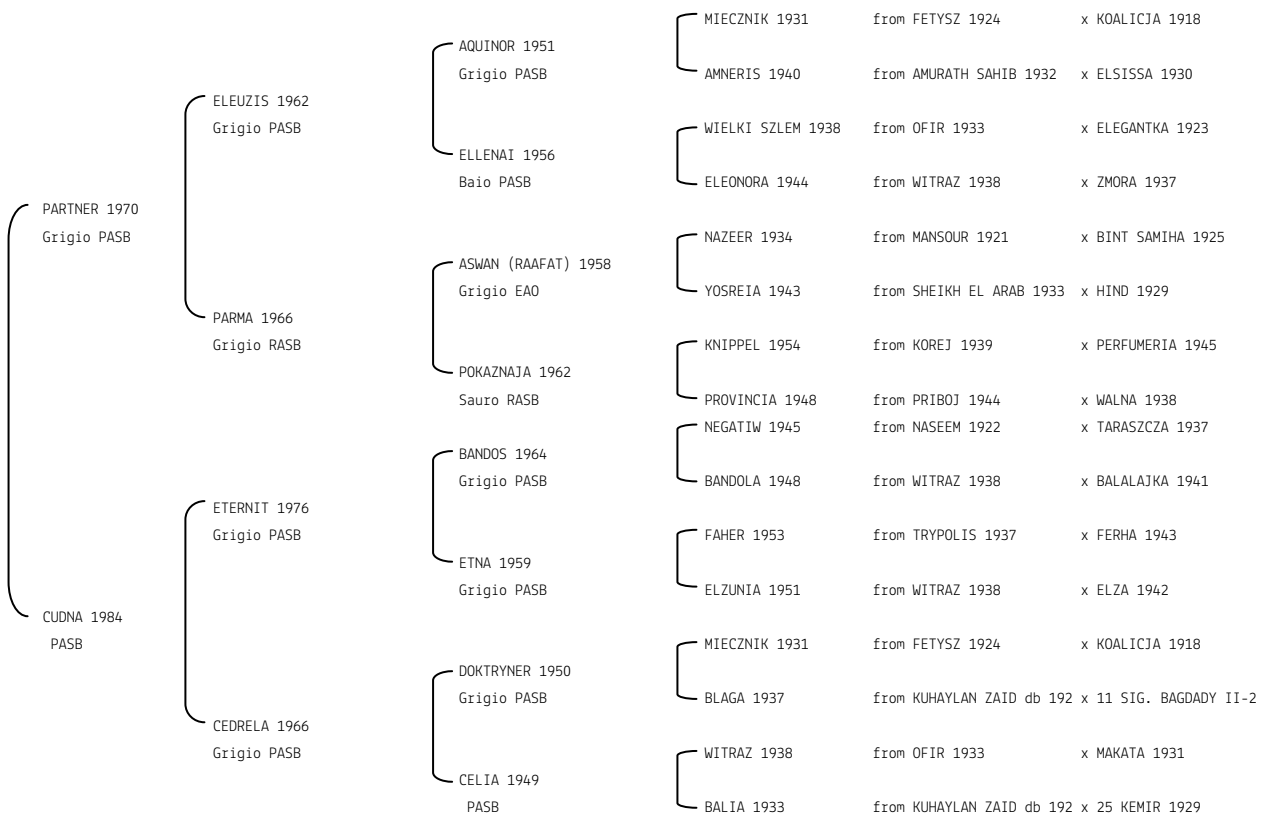 MIECZNIK 1931 from FETYSZ 1924 x KOALICJA 1918
AQUINOR 1951
Grigio PASB AMNERIS 1940 from AMURATH SAHIB 1932 x ELSISSA 1930
ELEUZIS 1962
Grigio PASB WIELKI SZLEM 1938 from OFIR 1933 x ELEGANTKA 1923
ELLENAI 1956
Baio PASB ELEONORA 1944 from WITRAZ 1938 x ZMORA 1937
PARTNER 1970
Grigio PASB NAZEER 1934 from MANSOUR 1921 x BINT SAMIHA 1925
ASWAN (RAAFAT) 1958
Grigio EAO YOSREIA 1943 from SHEIKH EL ARAB 1933 x HIND 1929
PARMA 1966
Grigio RASB KNIPPEL 1954 from KOREJ 1939 x PERFUMERIA 1945
POKAZNAJA 1962
Sauro RASB PROVINCIA 1948 from PRIBOJ 1944 x WALNA 1938
NEGATIW 1945 from NASEEM 1922 x TARASZCZA 1937
BANDOS 1964
Grigio PASB BANDOLA 1948 from WITRAZ 1938 x BALALAJKA 1941
ETERNIT 1976
Grigio PASB FAHER 1953 from TRYPOLIS 1937 x FERHA 1943
ETNA 1959
Grigio PASB ELZUNIA 1951 from WITRAZ 1938 x ELZA 1942
CUDNA 1984
PASB MIECZNIK 1931 from FETYSZ 1924 x KOALICJA 1918
DOKTRYNER 1950
Grigio PASB BLAGA 1937 from KUHAYLAN ZAID db 192 x 11 SIG. BAGDADY II-2
CEDRELA 1966
Grigio PASB WITRAZ 1938 from OFIR 1933 x MAKATA 1931
CELIA 1949
PASB BALIA 1933 from KUHAYLAN ZAID db 192 x 25 KEMIR 1929